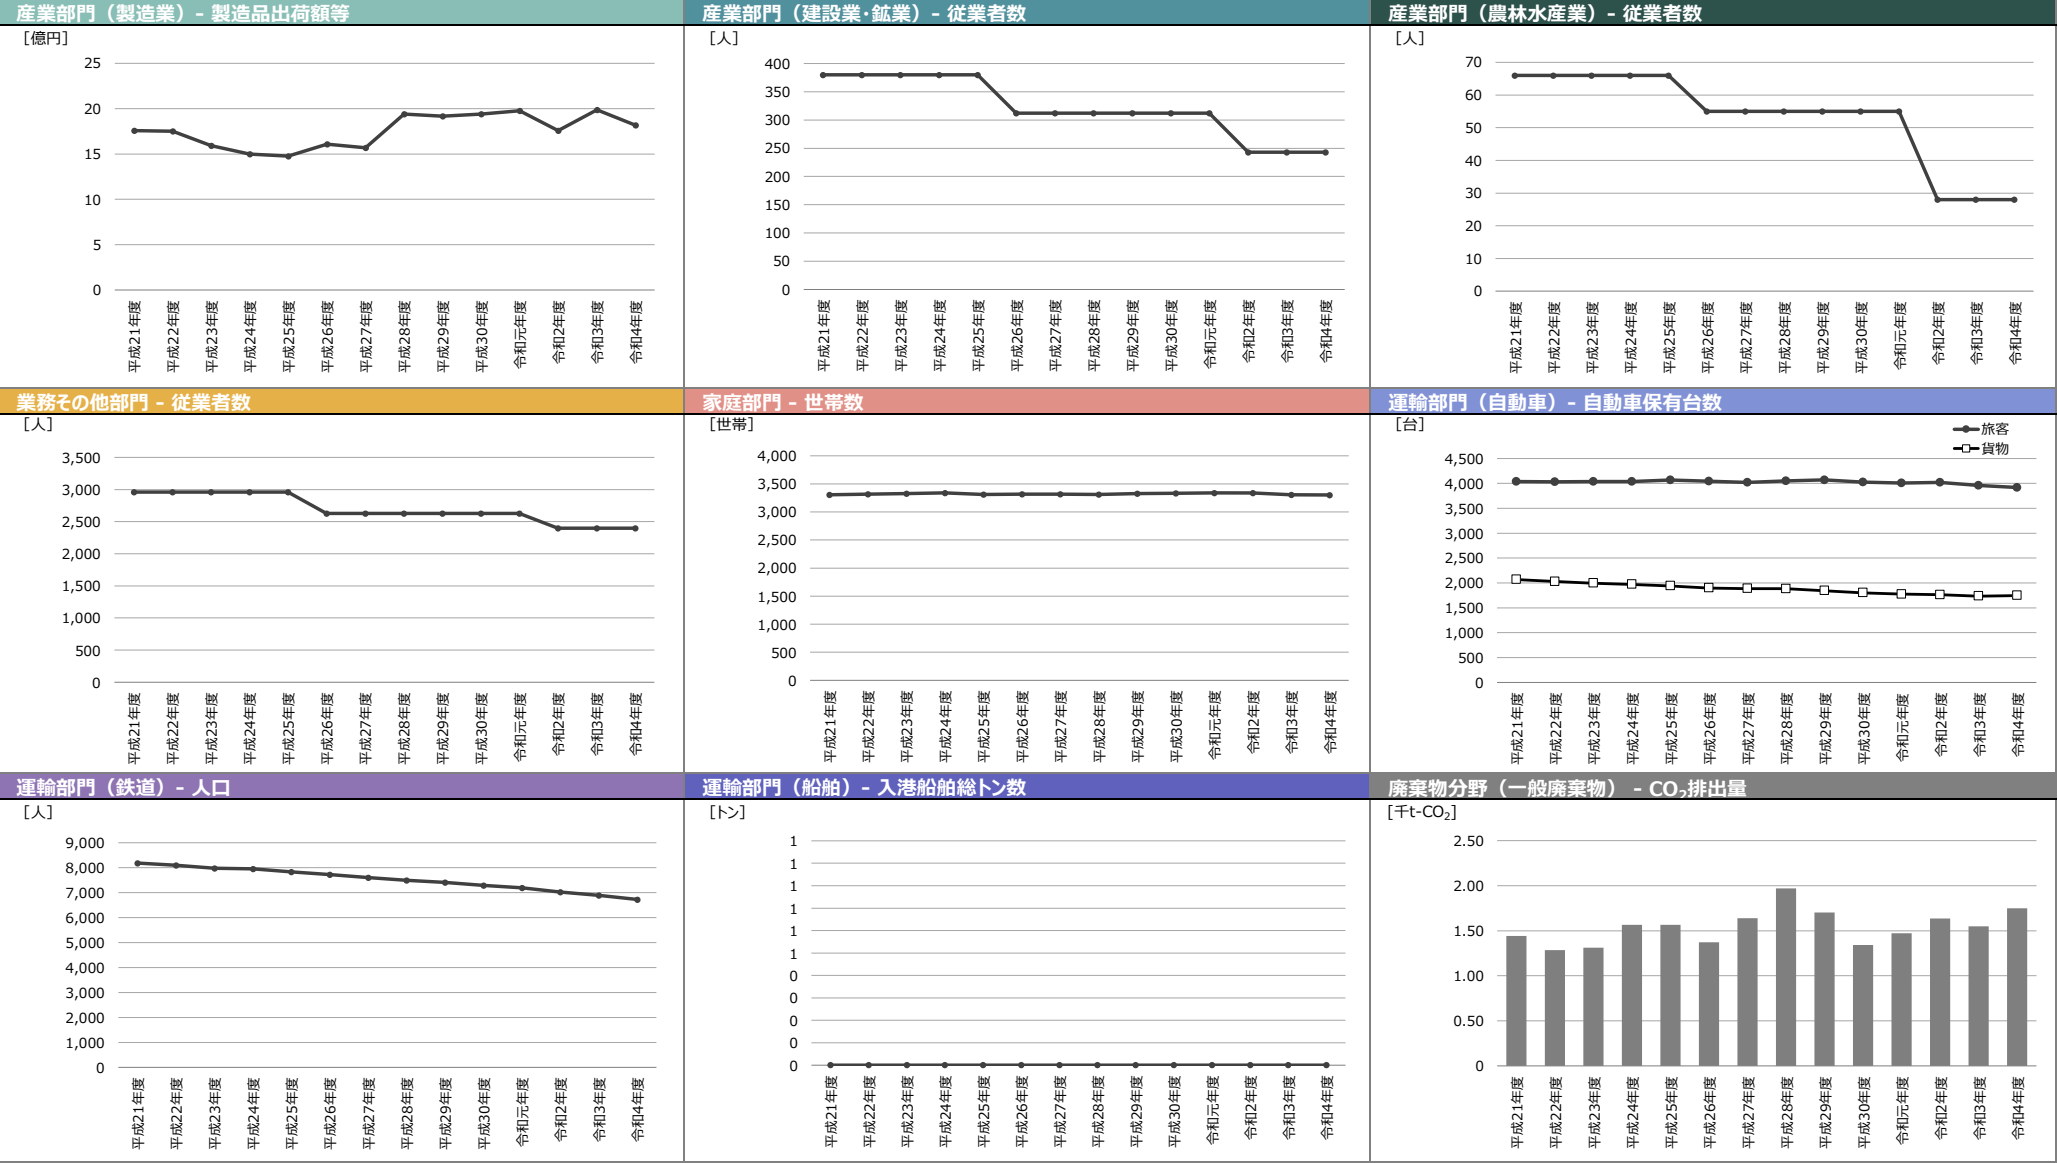 産業部門（製造業）- 製造品出荷額等
［億円］
25
20
15
10
5
0
平成21年度 平成22年度 平成23年度 平成24年度 平成25年度 平成26年度 平成27年度 平成28年度 平成29年度 平成30年度 令和元年度 令和2年度 令和3年度 令和4年度
産業部門（建設業･鉱業）- 従業者数
［人］
400
350
300
250
200
150
100
50
0
平成21年度 平成22年度 平成23年度 平成24年度 平成25年度 平成26年度 平成27年度 平成28年度 平成29年度 平成30年度 令和元年度 令和2年度 令和3年度 令和4年度
産業部門（農林水産業）- 従業者数
［人］
70
60
50
40
30
20
10
0
平成21年度 平成22年度 平成23年度 平成24年度 平成25年度 平成26年度 平成27年度 平成28年度 平成29年度 平成30年度 令和元年度 令和2年度 令和3年度 令和4年度
業務その他部門 - 従業者数
［人］
3,500
3,000
2,500
2,000
1,500
1,000
500
0
平成21年度 平成22年度 平成23年度 平成24年度 平成25年度 平成26年度 平成27年度 平成28年度 平成29年度 平成30年度 令和元年度 令和2年度 令和3年度 令和4年度
家庭部門 - 世帯数
［世帯］
4,000
3,500
3,000
2,500
2,000
1,500
1,000
500
0
平成21年度 平成22年度 平成23年度 平成24年度 平成25年度 平成26年度 平成27年度 平成28年度 平成29年度 平成30年度 令和元年度 令和2年度 令和3年度 令和4年度
運輸部門（自動車）- 自動車保有台数
［台］
旅客
貨物
4,500
4,000
3,500
3,000
2,500
2,000
1,500
1,000
500
0
平成21年度 平成22年度 平成23年度 平成24年度 平成25年度 平成26年度 平成27年度 平成28年度 平成29年度 平成30年度 令和元年度 令和2年度 令和3年度 令和4年度
運輸部門（鉄道）- 人口
［人］
9,000
8,000
7,000
6,000
5,000
4,000
3,000
2,000
1,000
0
平成21年度 平成22年度 平成23年度 平成24年度 平成25年度 平成26年度 平成27年度 平成28年度 平成29年度 平成30年度 令和元年度 令和2年度 令和3年度 令和4年度
運輸部門（船舶）- 入港船舶総トン数
［トン］
1
1
1
1
1
1
0
0
0
0
0
平成21年度 平成22年度 平成23年度 平成24年度 平成25年度 平成26年度 平成27年度 平成28年度 平成29年度 平成30年度 令和元年度 令和2年度 令和3年度 令和4年度
廃棄物分野（一般廃棄物） - CO₂排出量
［千t-CO₂］
2.50
2.00
1.50
1.00
0.50
0
平成21年度 平成22年度 平成23年度 平成24年度 平成25年度 平成26年度 平成27年度 平成28年度 平成29年度 平成30年度 令和元年度 令和2年度 令和3年度 令和4年度